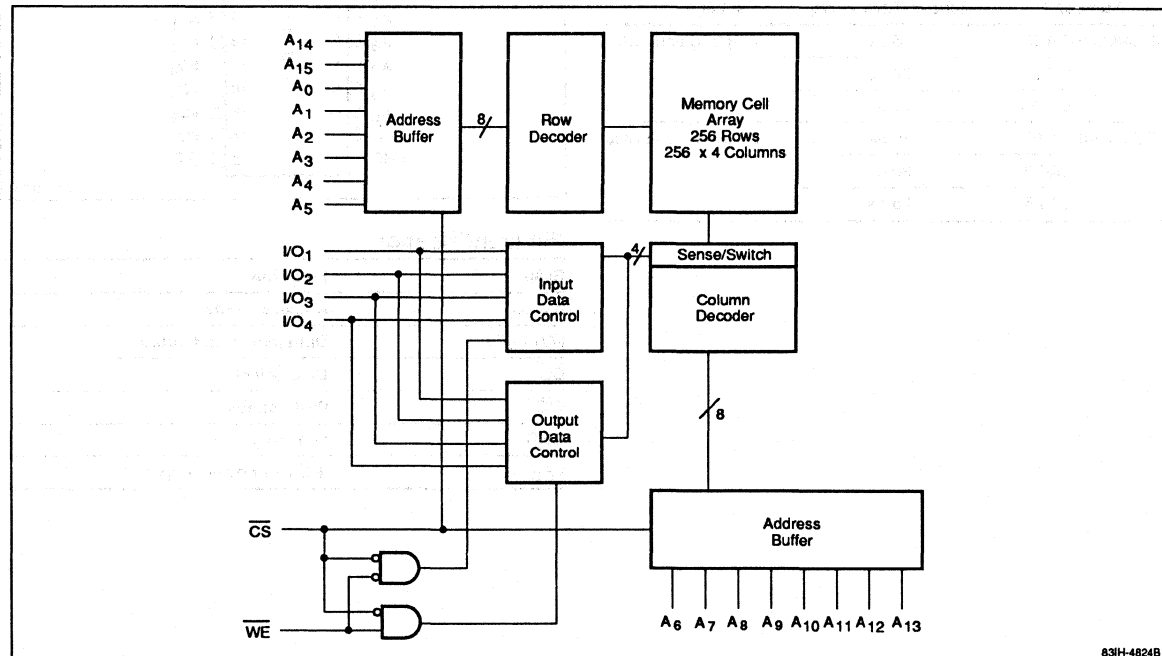 A14
A15
A0
A1
A2
A3
A4
A5
Address
Buffer
8
Row
Decoder
Memory Cell
Array
256 Rows
256 x 4 Columns
I/O1
I/O2
I/O3
I/O4
Input
Data
Control
4
Sense/Switch
Column
Decoder
Output
Data
Control
8
CS
WE
Address
Buffer
A6 A7 A8 A9 A10 A11 A12 A13
83IH-4824B